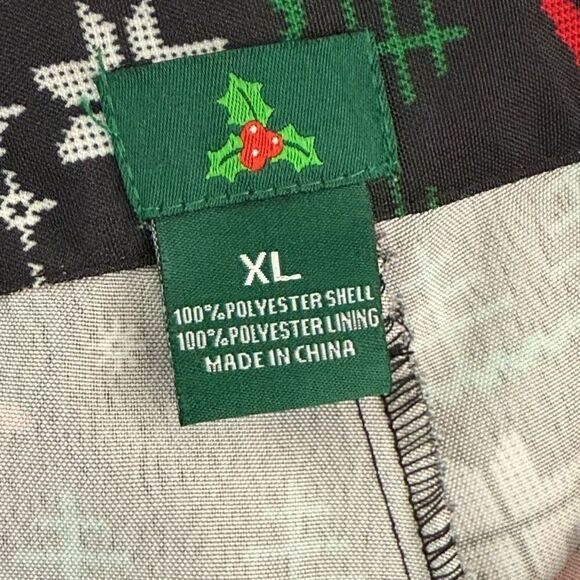 XL
100%POLYESTER SHELL
100%POLYESTER LINING
MADE IN CHINA